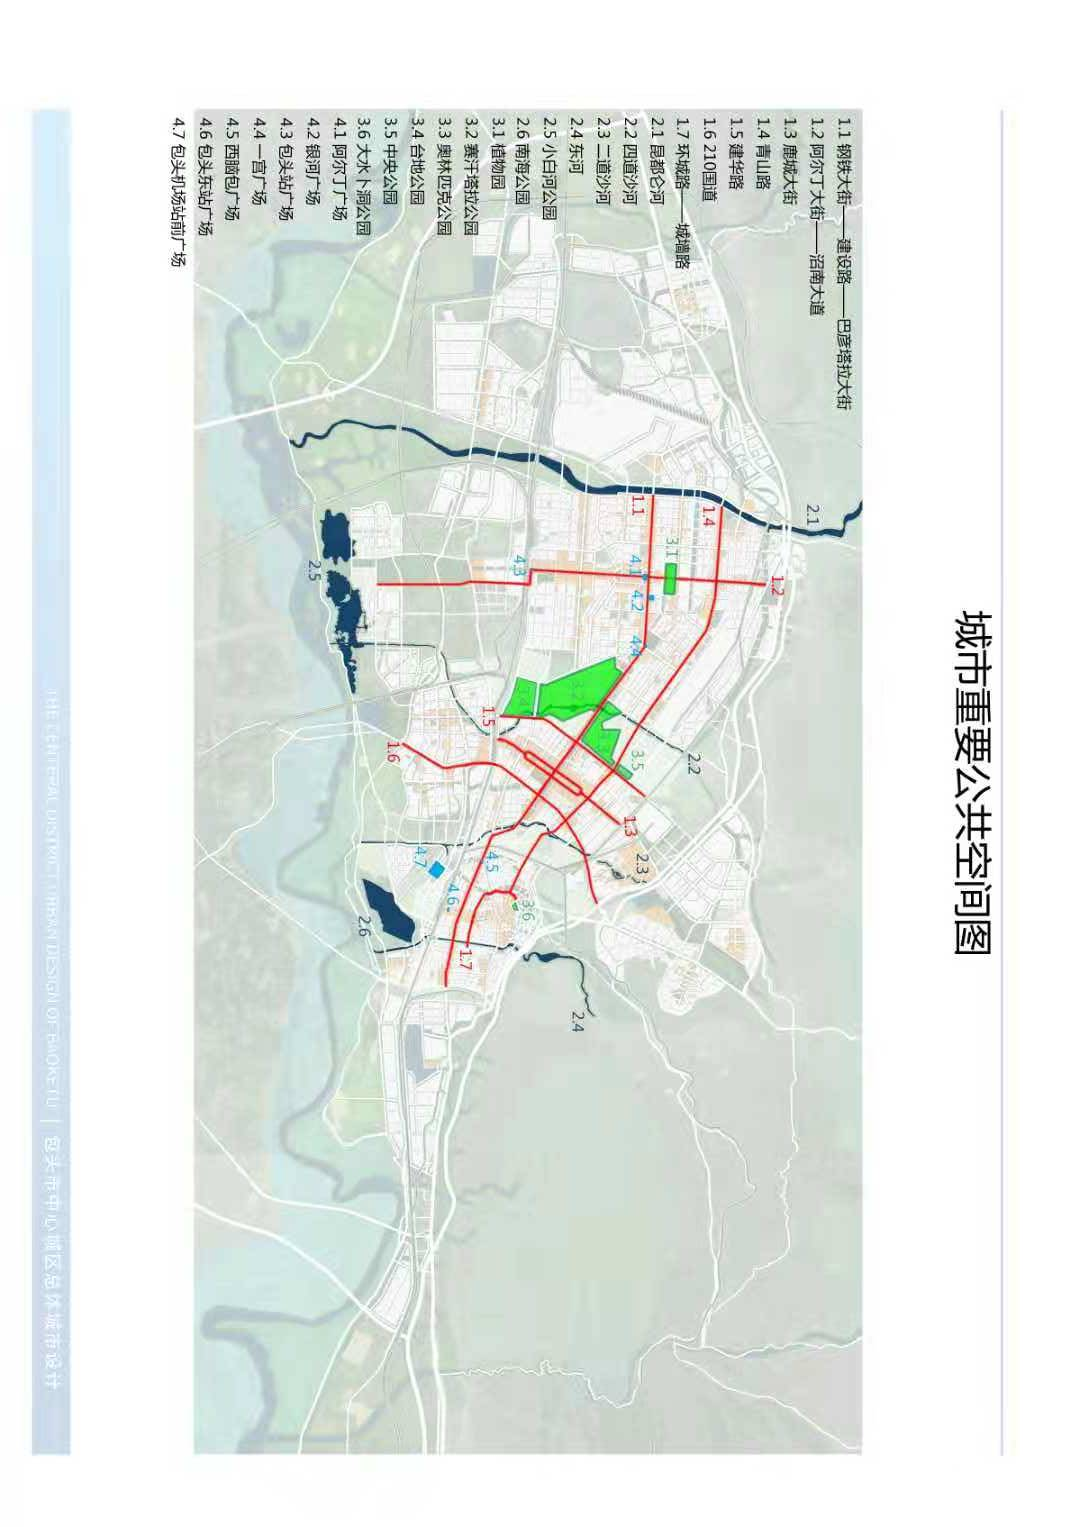 城市重要公共空间图
1.1 钢铁大街——建设路——巴彦塔拉大街
1.2 阿尔丁大街——沼南大道
1.3 鹿城大街
1.4 青山路
1.5 建华路
1.6 210国道
1.7 环城路——城墙路
2.1 昆都仑河
2.2 四道沙河
2.3 二道沙河
2.4 东河
2.5 小白河公园
2.6 南海公园
3.1 植物园
3.2 赛汗塔拉公园
3.3 奥林匹克公园
3.4 台地公园
3.5 中央公园
3.6 大水卜洞公园
4.1 阿尔丁广场
4.2 银河广场
4.3 包头站广场
4.4 一宫广场
4.5 西脑包广场
4.6 包头东站广场
4.7 包头机场站前广场
2.1
1.4
1.1
1.2
3.1
4.1
4.2
4.3
4.4
2.5
3.2
3.4
1.5
2.2
3.5
1.6
1.3
2.3
4.5
4.7
4.6
3.6
2.6
1.7
2.4
THE CENTERAL DISTRICT URBAN DESIGN OF BAOKETU | 包头市中心城区总体城市设计